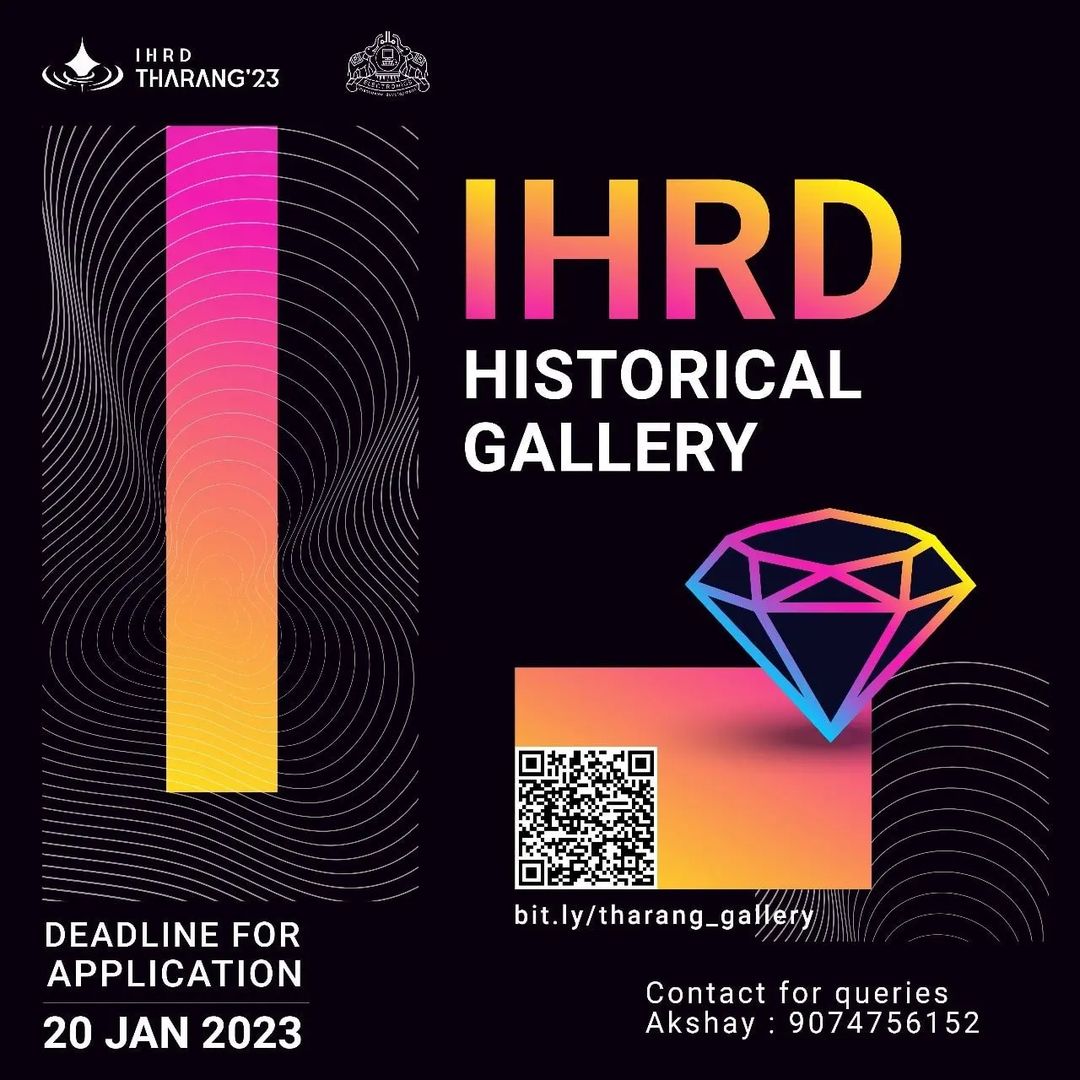 IHRD
THARANG'23
ELECTRONICS
IHRD
HISTORICAL
GALLERY
bit.ly/tharang_gallery
DEADLINE FOR
APPLICATION
20 JAN 2023
Contact for queries
Akshay : 9074756152